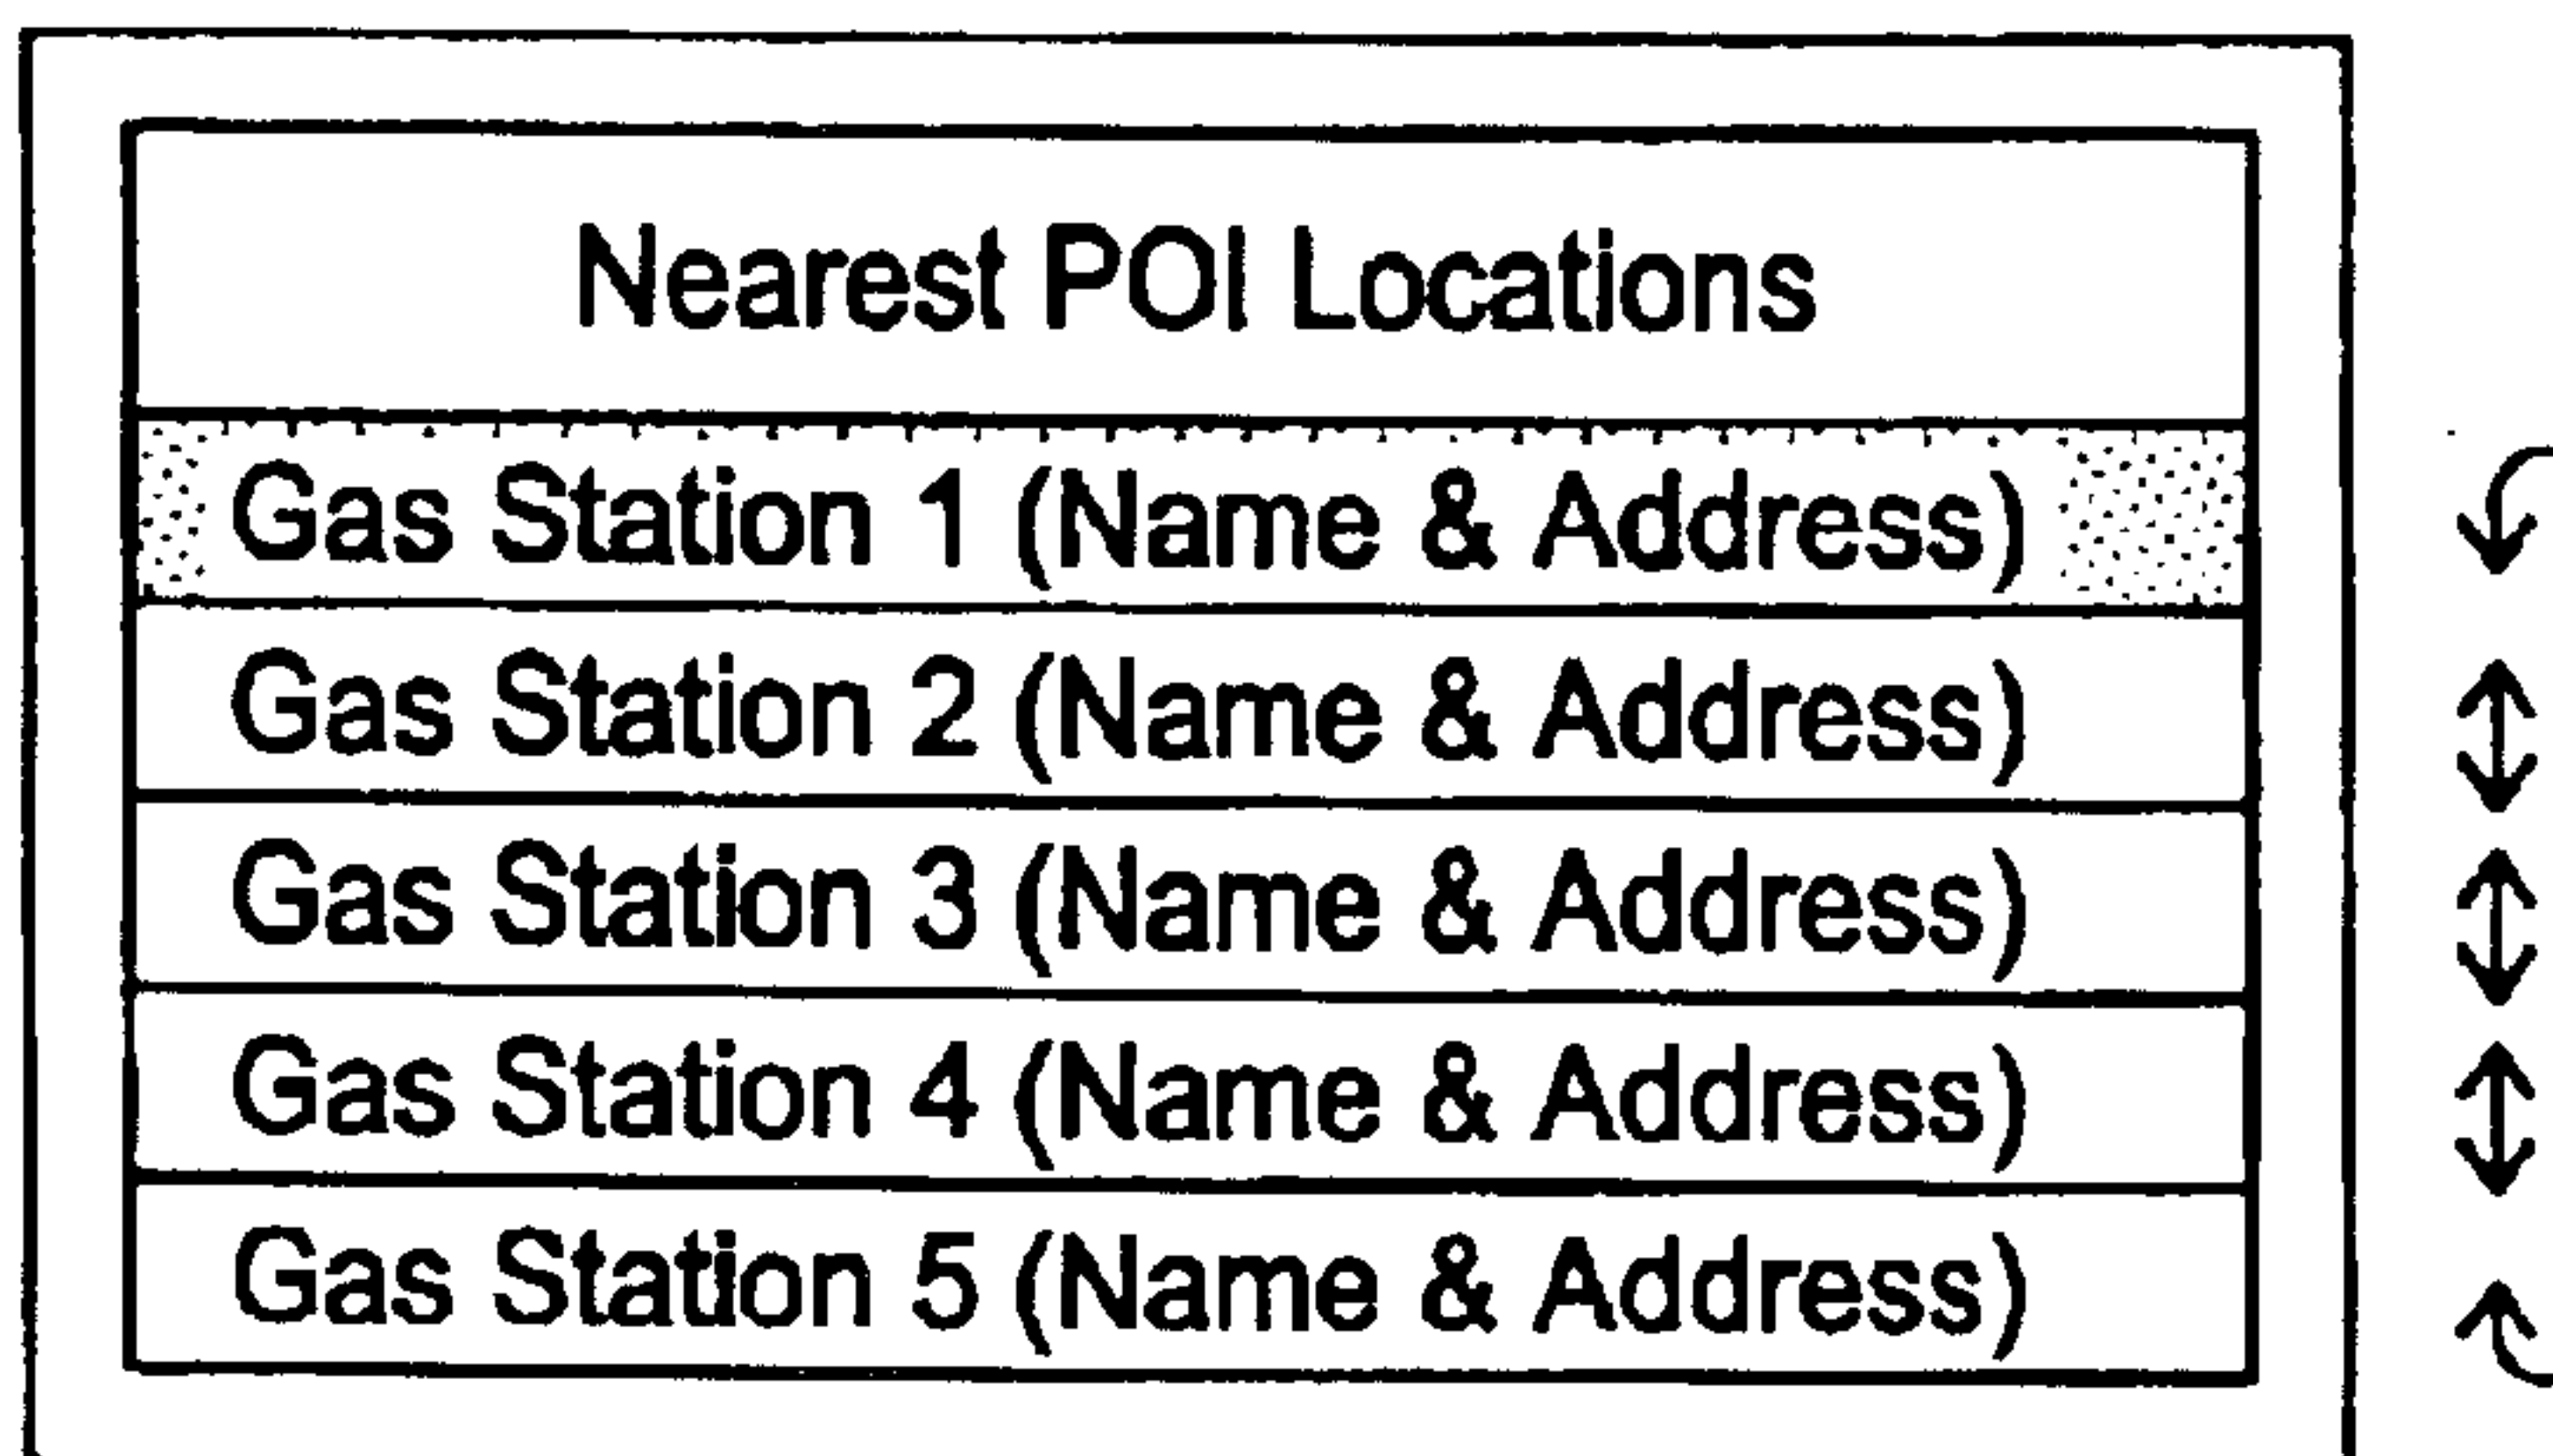 Nearest POI Locations
Gas Station 1 (Name & Address)
Gas Station 2 (Name & Address)
Gas Station 3 (Name & Address)
Gas Station 4 (Name & Address)
Gas Station 5 (Name & Address)